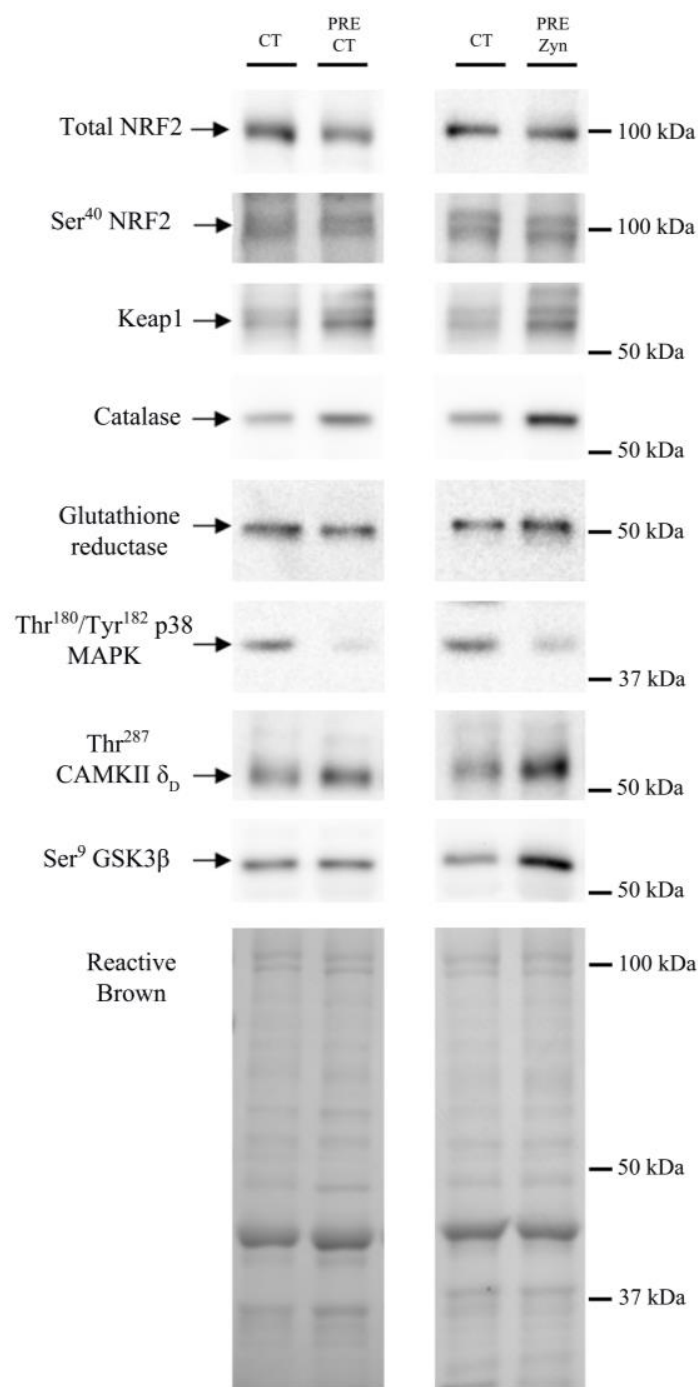 CT
PRE
CT
CT
PRE
Zyn
Total NRF2
100 kDa
Ser⁴⁰ NRF2
100 kDa
Keap1
50 kDa
Catalase
50 kDa
Glutathione
reductase
50 kDa
Thr¹⁸⁰/Tyr¹⁸² p38
MAPK
37 kDa
Thr²⁸⁷
CAMKII δD
50 kDa
Ser⁹ GSK3β
50 kDa
Reactive
Brown
100 kDa
50 kDa
37 kDa